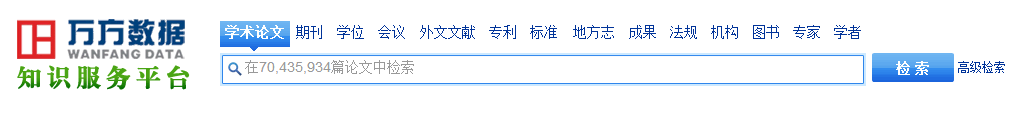 万方数据
WANFANG DATA
知识服务平台
学术论文 期刊 学位 会议 外文文献 专利 标准 地方志 成果 法规 机构 图书 专家 学者
在70,435,934篇论文中检索
检索 高级检索